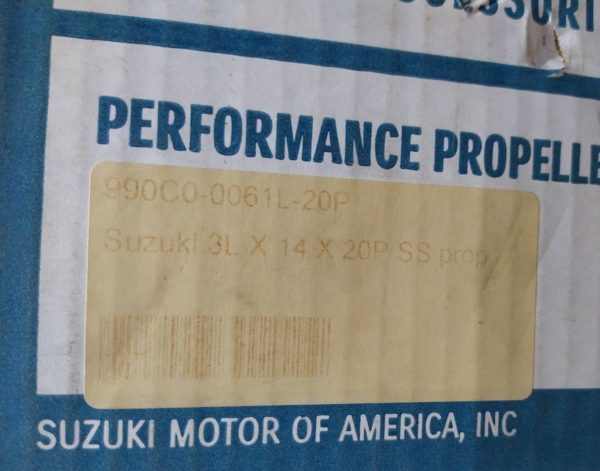 PERFORMANCE PROPELLE
990C0-0061L-20P
Suzuki 3L X 14 X 20P SS prop
SUZUKI MOTOR OF AMERICA, INC